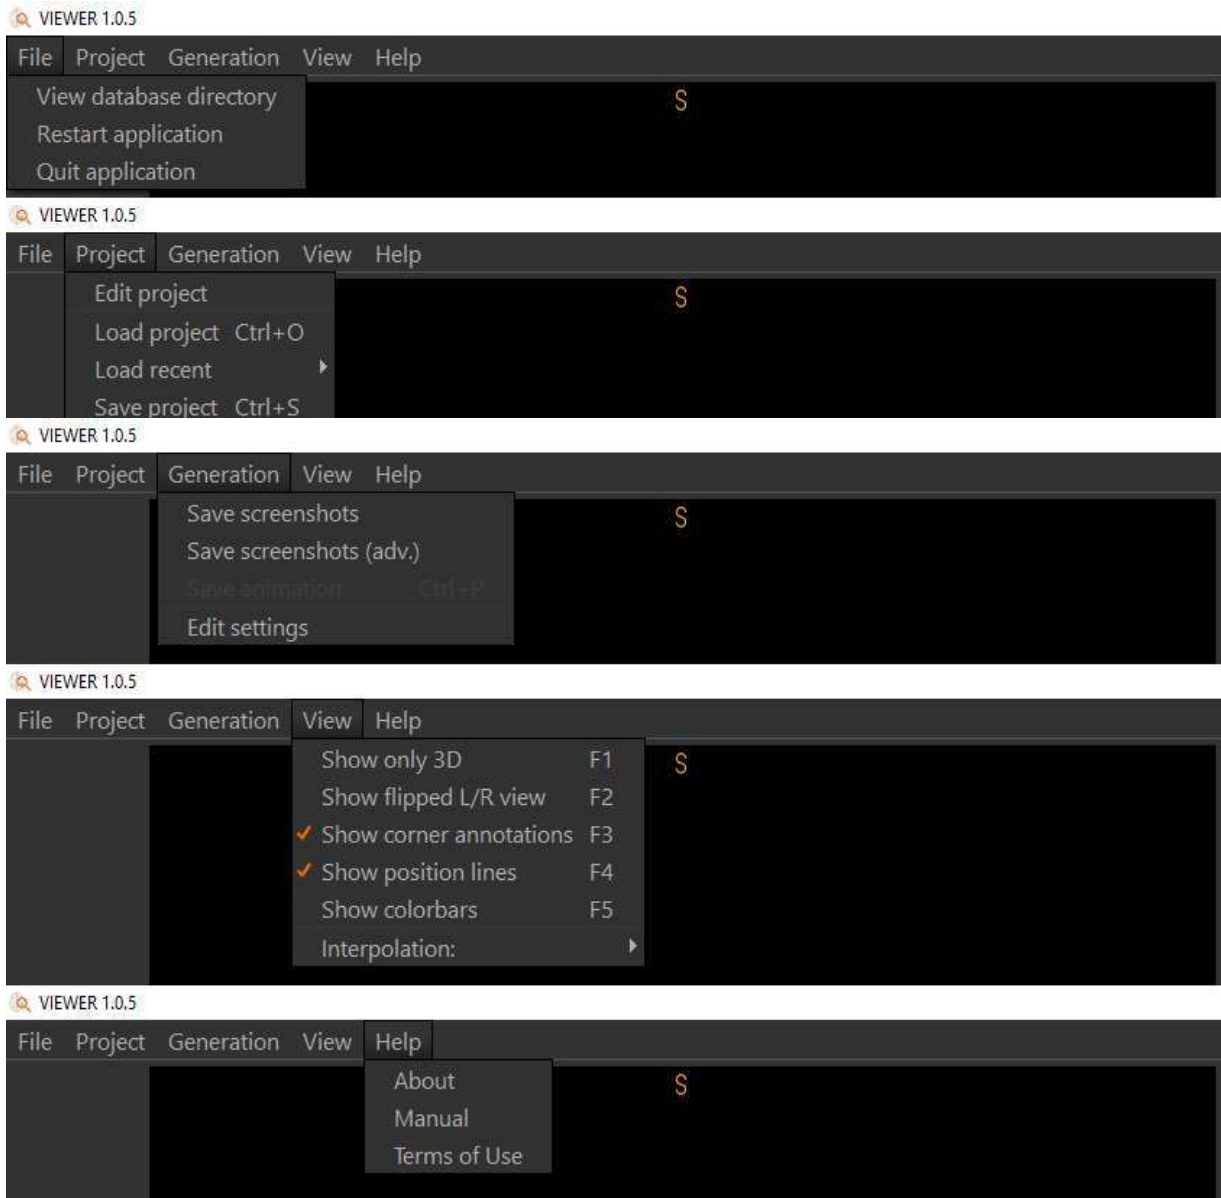 VIEWER 1.0.5
File Project Generation View Help
View database directory
S
Restart application
Quit application
VIEWER 1.0.5
File Project Generation View Help
Edit project
S
Load project Ctrl+O
Load recent
Save project Ctrl+S
VIEWER 1.0.5
File Project Generation View Help
Save screenshots
S
Save screenshots (adv.)
Save animation Ctrl+P
Edit settings
VIEWER 1.0.5
File Project Generation View Help
Show only 3D F1
S
Show flipped L/R view F2
Show corner annotations F3
Show position lines F4
Show colorbars F5
Interpolation:
VIEWER 1.0.5
File Project Generation View Help
About
S
Manual
Terms of Use